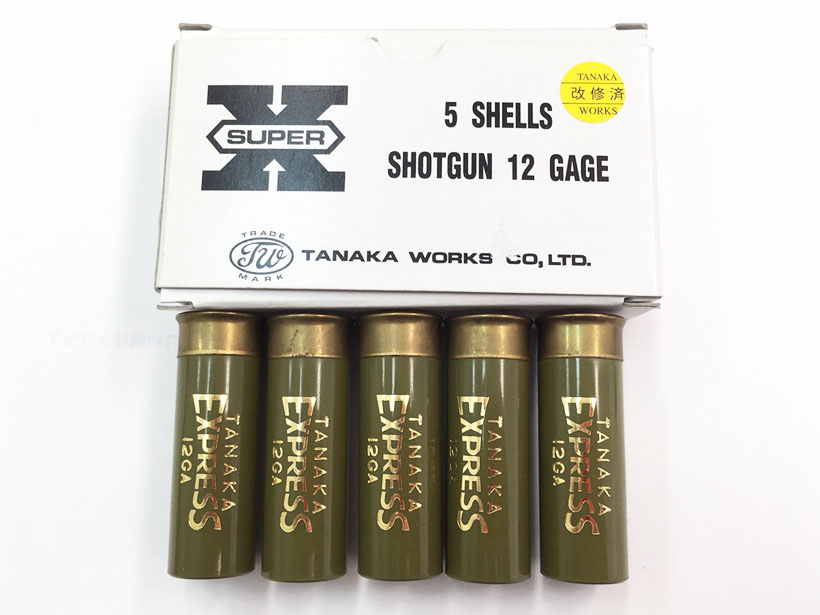 X
SUPER
5 SHELLS
SHOTGUN 12 GAGE
TANAKA
改修済
WORKS
TRADE
TW
MARK
TANAKA WORKS CO,LTD.
TANAKA
EXPRESS
12GA
TANAKA
EXPRESS
12GA
TANAKA
EXPRESS
12GA
TANAKA
EXPRESS
12GA
TANAKA
EXPRESS
12GA